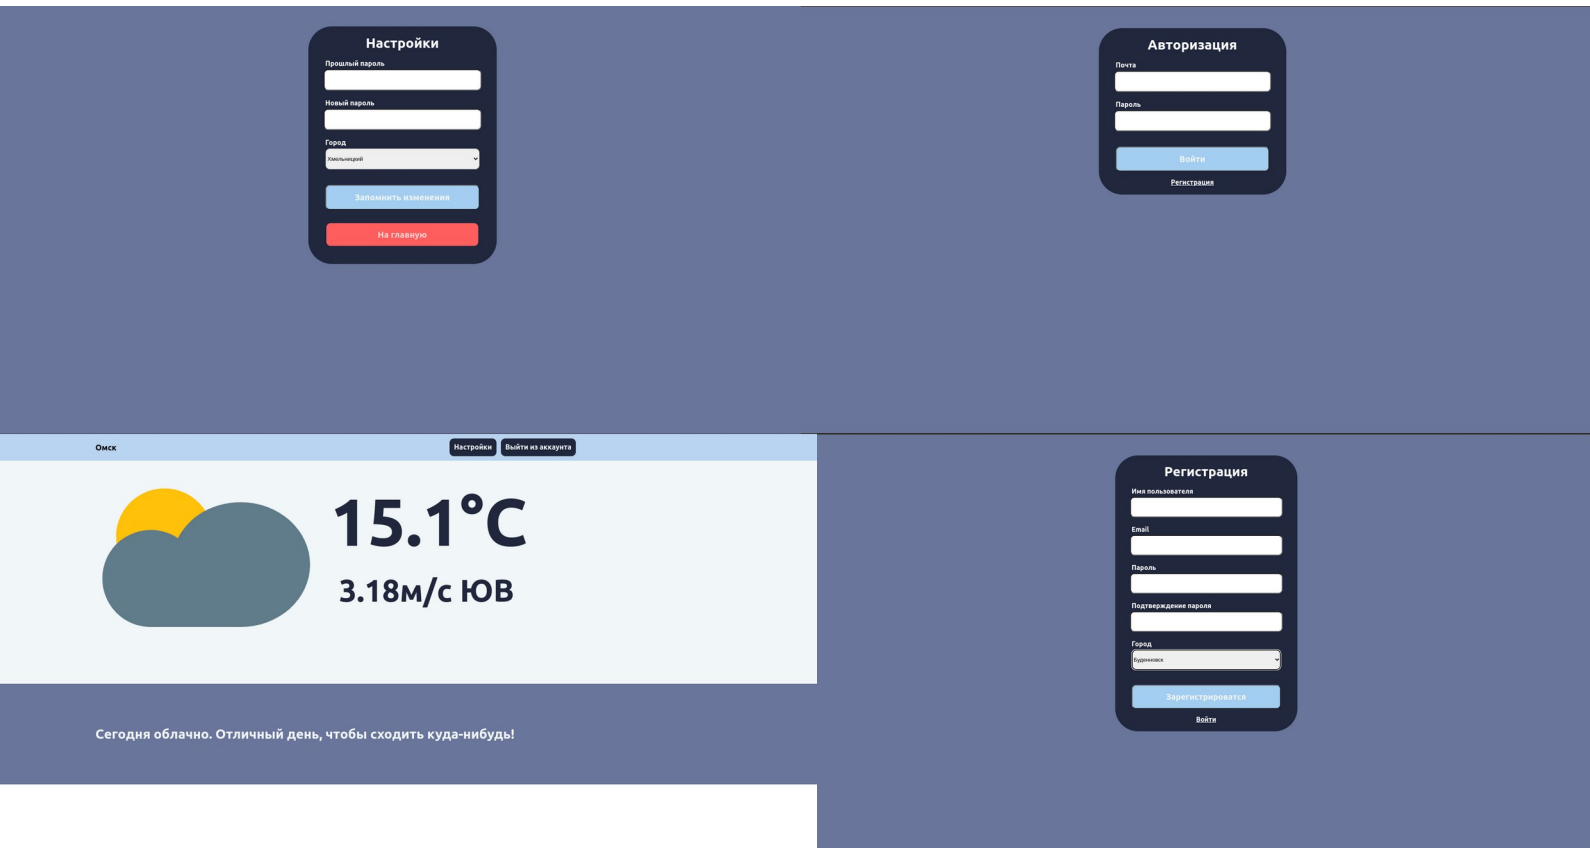 Настройки
Прошлый пароль
Новый пароль
Город
Хмельницкий
Запомнить изменения
На главную
Авторизация
Почта
Пароль
Войти
Регистрация
Омск
Настройки Выйти из аккаунта
15.1°C
3.18м/с ЮВ
Сегодня облачно. Отличный день, чтобы сходить куда-нибудь!
Регистрация
Имя пользователя
Email
Пароль
Подтверждение пароля
Город
Буденновск
Зарегистрироватся
Войти